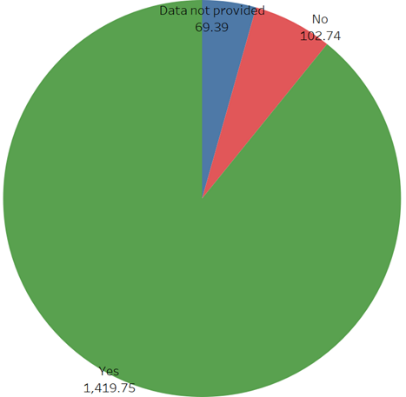 Data not provided
69.39
No
102.74
Yes
1,419.75